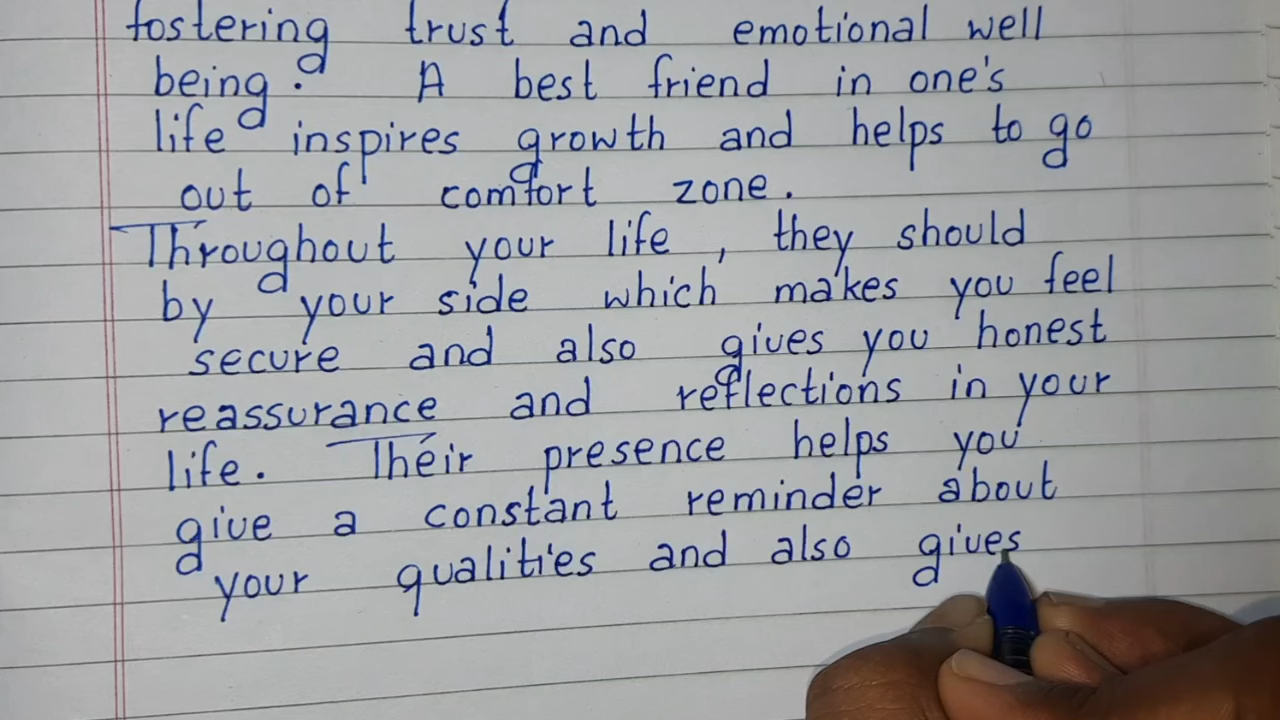 fostering trust and emotional well
being. A best friend in one's
life inspires growth and helps to go
out of comfort zone.
Throughout your life, they should
by your side which makes you feel
secure and also gives you honest
reassurance and reflections in your
life. Their presence helps you
give a constant reminder about
your qualities and also gives